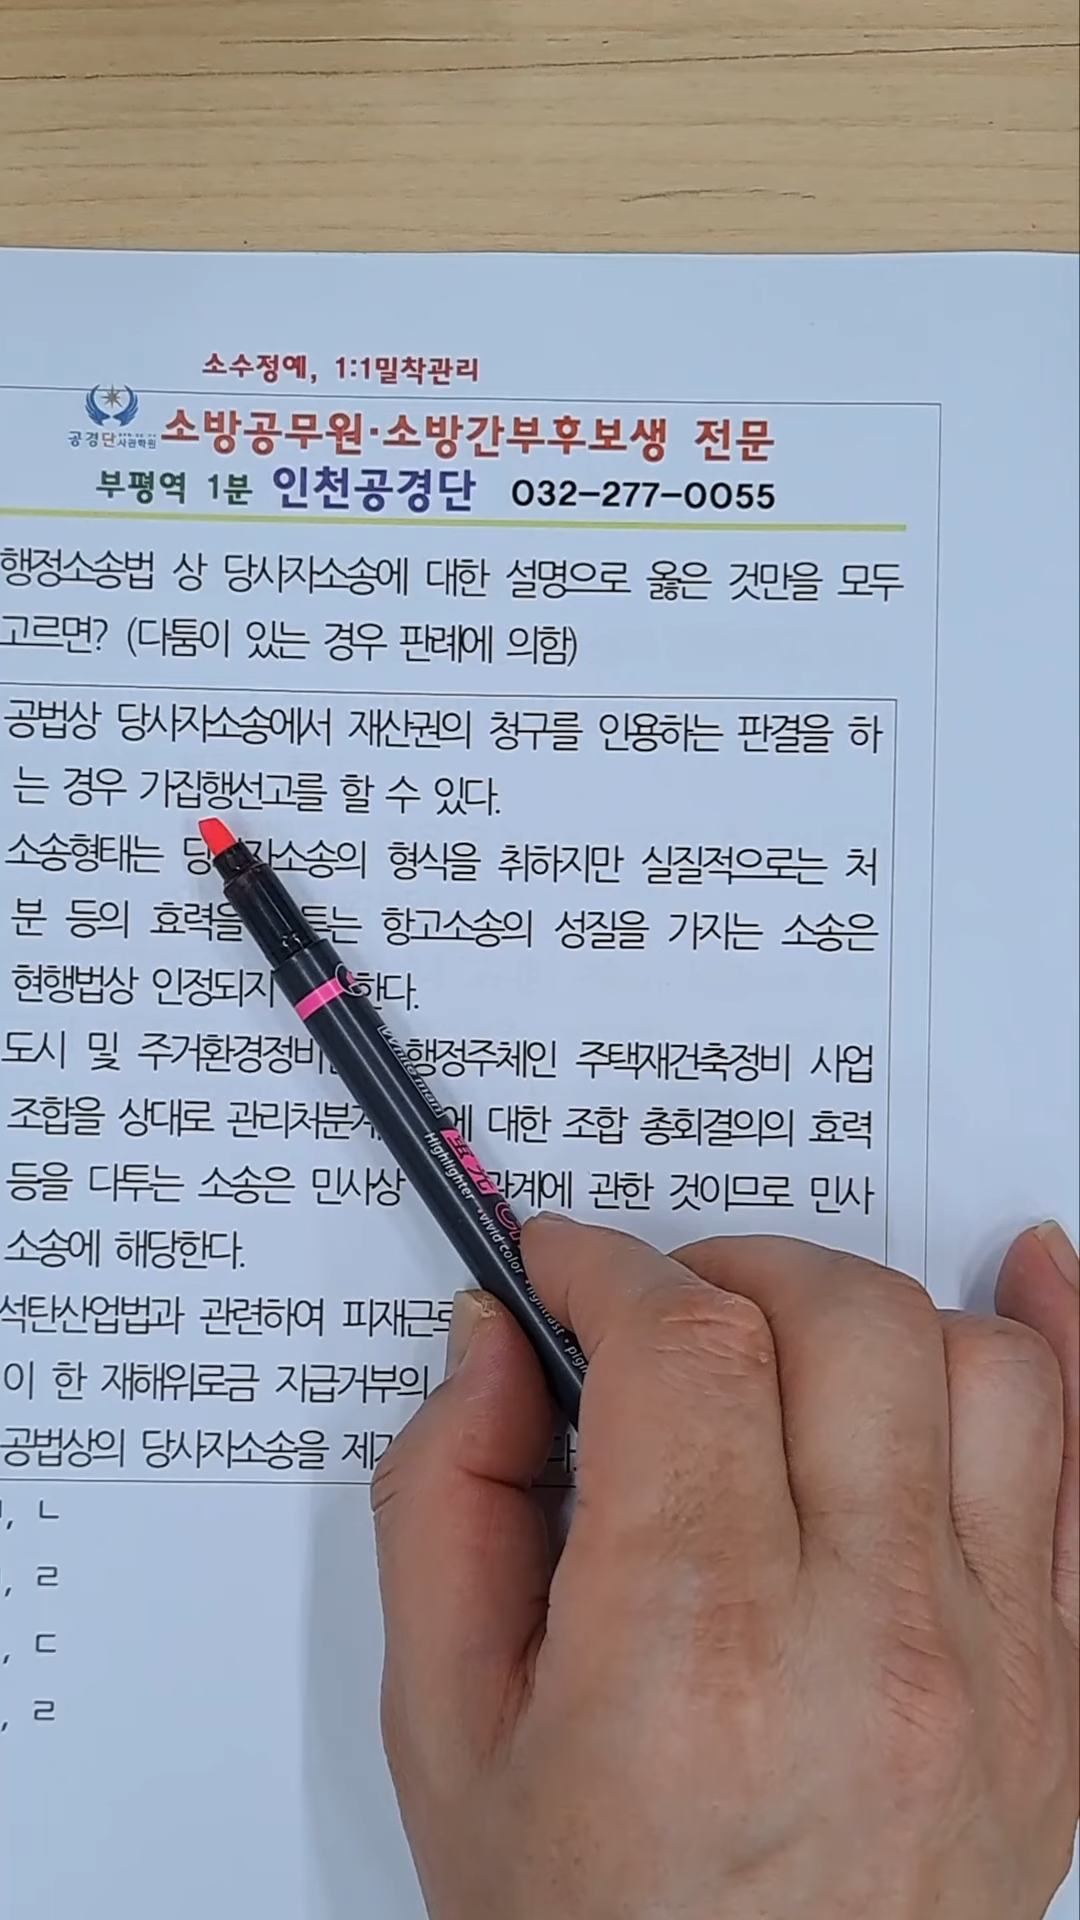 소수정예, 1:1밀착관리
공경단사관학원 소방공무원·소방간부후보생 전문
부평역 1분 인천공경단 032-277-0055
행정소송법 상 당사자소송에 대한 설명으로 옳은 것만을 모두
고르면? (다툼이 있는 경우 판례에 의함)
공법상 당사자소송에서 재산권의 청구를 인용하는 판결을 하
는 경우 가집행선고를 할 수 있다.
소송형태는 당사자소송의 형식을 취하지만 실질적으로는 처
분 등의 효력을 투는 항고소송의 성질을 가지는 소송은
현행법상 인정되지 한다.
도시 및 주거환경정비 행정주체인 주택재건축정비 사업
조합을 상대로 관리처분계 에 대한 조합 총회결의의 효력
등을 다투는 소송은 민사상 관계에 관한 것이므로 민사
소송에 해당한다.
석탄산업법과 관련하여 피재근로
이 한 재해위로금 지급거부의
공법상의 당사자소송을 제기 다.
, ㄴ
, ㄹ
, ㄷ
, ㄹ
White mark
Highlighter · vivid color